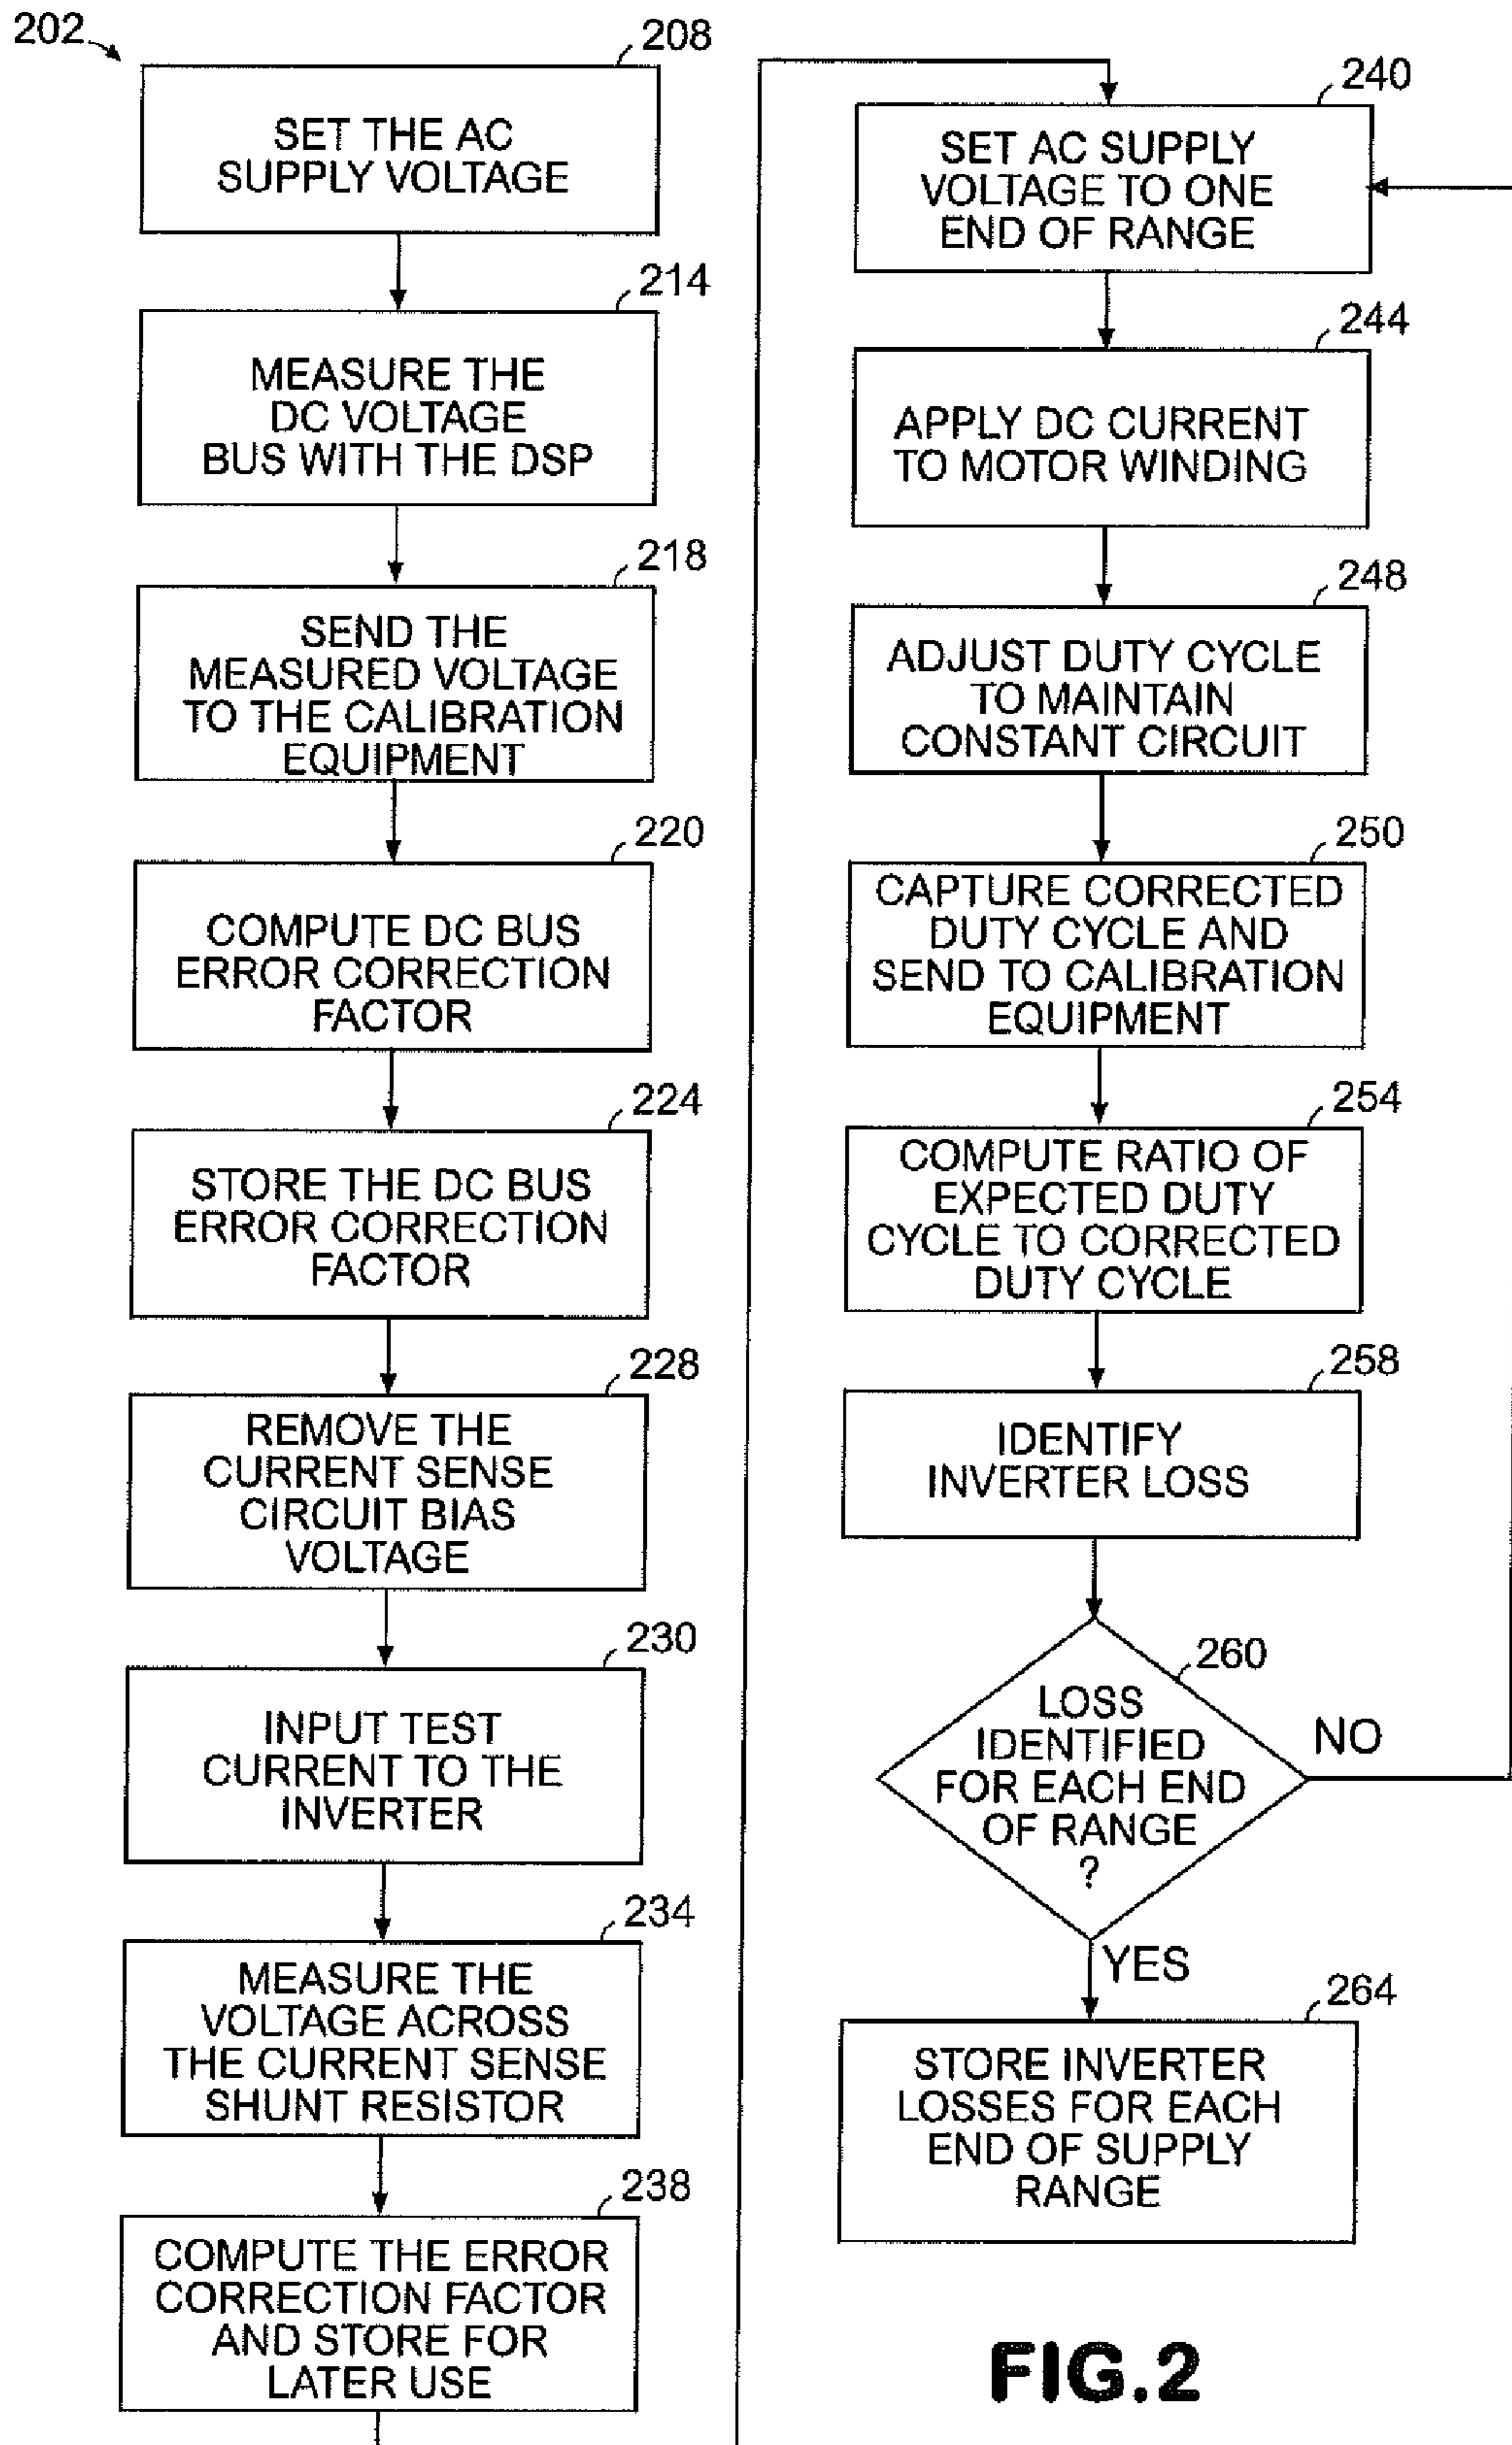 202
208
SET THE AC
SUPPLY VOLTAGE
214
MEASURE THE
DC VOLTAGE
BUS WITH THE DSP
218
SEND THE
MEASURED VOLTAGE
TO THE CALIBRATION
EQUIPMENT
220
COMPUTE DC BUS
ERROR CORRECTION
FACTOR
224
STORE THE DC BUS
ERROR CORRECTION
FACTOR
228
REMOVE THE
CURRENT SENSE
CIRCUIT BIAS
VOLTAGE
230
INPUT TEST
CURRENT TO THE
INVERTER
234
MEASURE THE
VOLTAGE ACROSS
THE CURRENT SENSE
SHUNT RESISTOR
238
COMPUTE THE ERROR
CORRECTION FACTOR
AND STORE FOR
LATER USE
240
SET AC SUPPLY
VOLTAGE TO ONE
END OF RANGE
244
APPLY DC CURRENT
TO MOTOR WINDING
248
ADJUST DUTY CYCLE
TO MAINTAIN
CONSTANT CIRCUIT
250
CAPTURE CORRECTED
DUTY CYCLE AND
SEND TO CALIBRATION
EQUIPMENT
254
COMPUTE RATIO OF
EXPECTED DUTY
CYCLE TO CORRECTED
DUTY CYCLE
258
IDENTIFY
INVERTER LOSS
260
LOSS
IDENTIFIED
FOR EACH END
OF RANGE
?
NO
YES
264
STORE INVERTER
LOSSES FOR EACH
END OF SUPPLY
RANGE
FIG.2